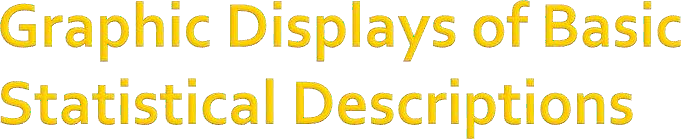 Graphic Displays of Basic
Statistical Descriptions